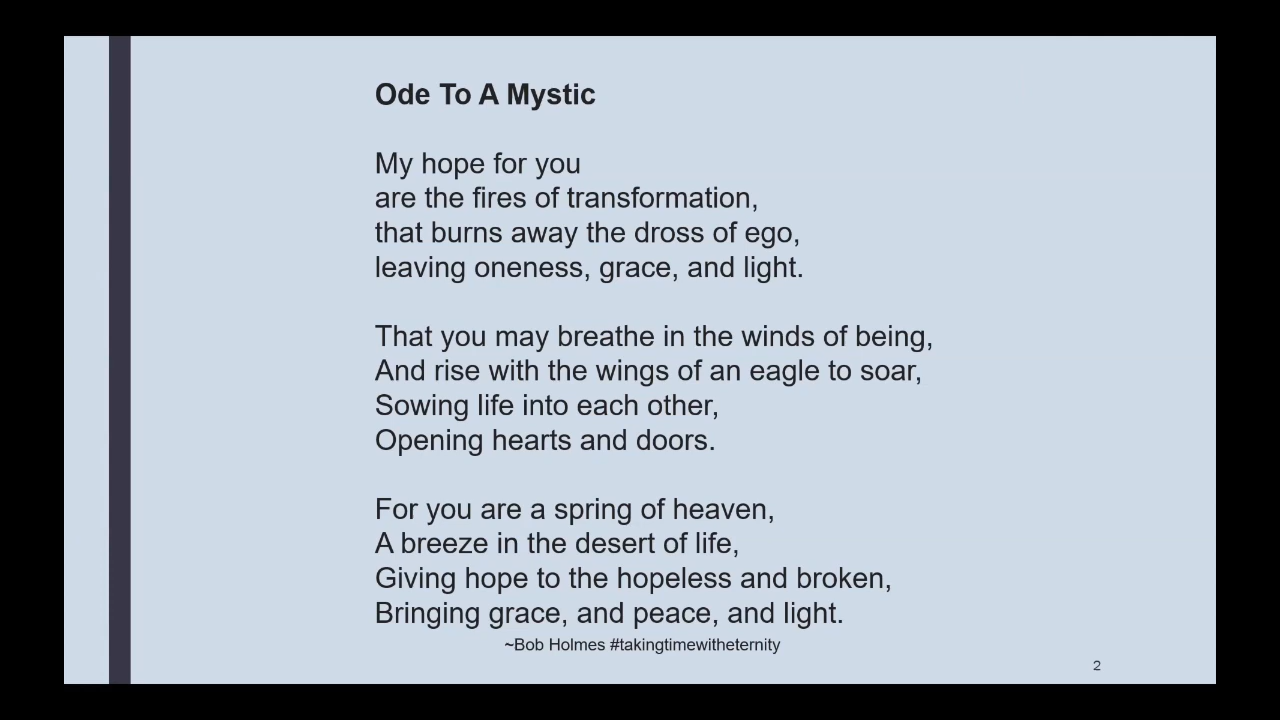 Ode To A Mystic
My hope for you
are the fires of transformation,
that burns away the dross of ego,
leaving oneness, grace, and light.
That you may breathe in the winds of being,
And rise with the wings of an eagle to soar,
Sowing life into each other,
Opening hearts and doors.
For you are a spring of heaven,
A breeze in the desert of life,
Giving hope to the hopeless and broken,
Bringing grace, and peace, and light.
~Bob Holmes #takingtimewitheternity
2